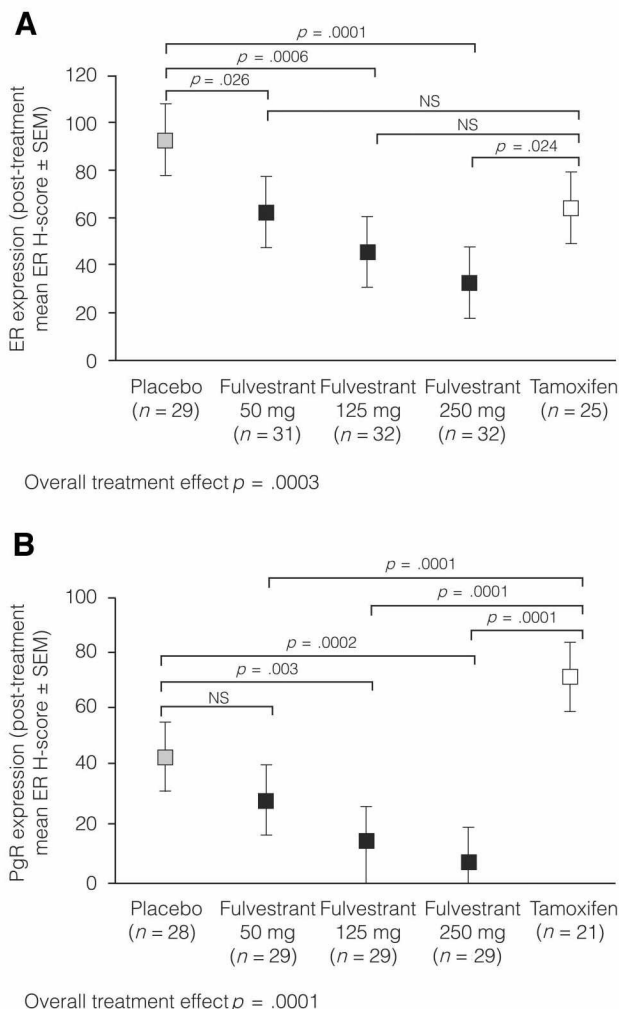 A
p = .0001
p = .0006
p = .026
NS
NS
p = .024
ER expression (post-treatment
mean ER H-score ± SEM)
120
100
80
60
40
20
0
Placebo
(n = 29)
Fulvestrant
50 mg
(n = 31)
Fulvestrant
125 mg
(n = 32)
Fulvestrant
250 mg
(n = 32)
Tamoxifen
(n = 25)
Overall treatment effect p = .0003
B
p = .0001
p = .0001
p = .0001
p = .0002
p = .003
NS
PgR expression (post-treatment
mean ER H-score ± SEM)
100
80
60
40
20
0
Placebo
(n = 28)
Fulvestrant
50 mg
(n = 29)
Fulvestrant
125 mg
(n = 29)
Fulvestrant
250 mg
(n = 29)
Tamoxifen
(n = 21)
Overall treatment effect p = .0001